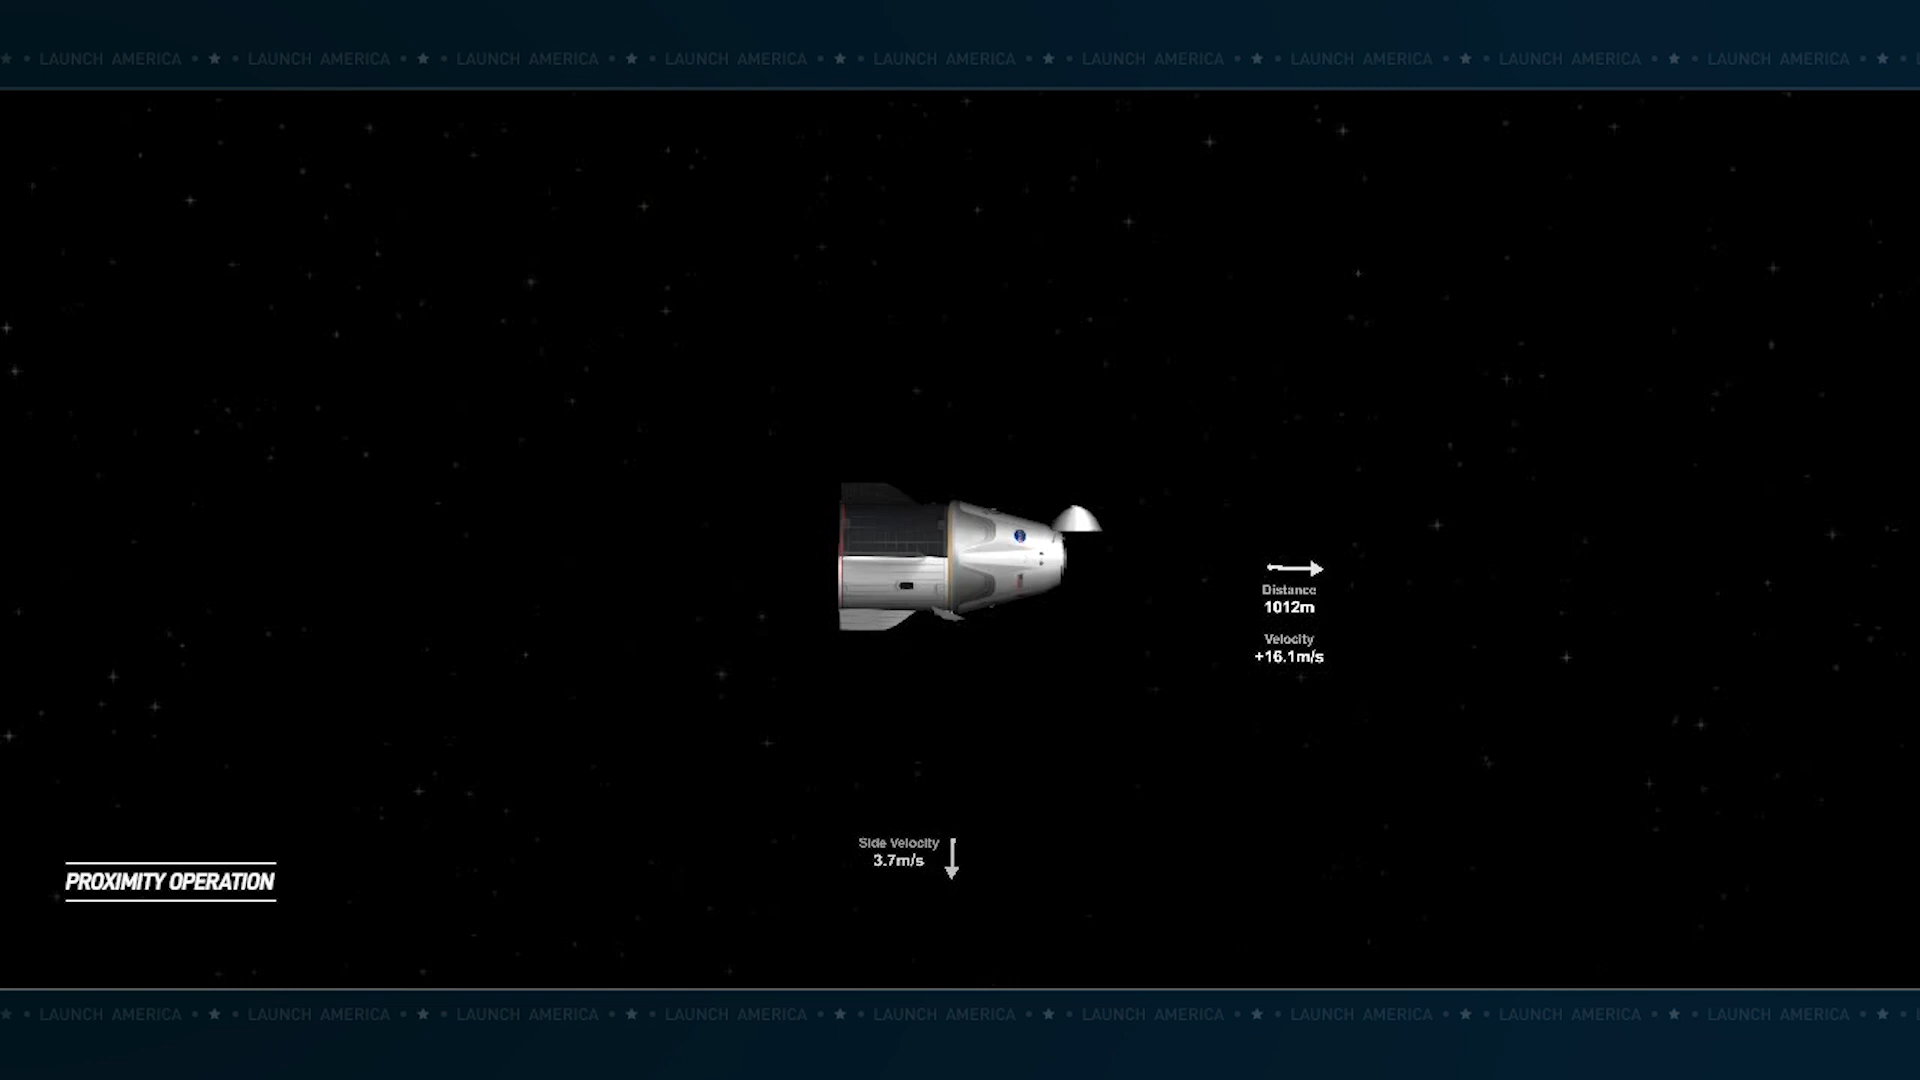 ★ • LAUNCH AMERICA • ★ • LAUNCH AMERICA • ★ • LAUNCH AMERICA • ★ • LAUNCH AMERICA • ★ • LAUNCH AMERICA • ★ • LAUNCH AMERICA • ★ • LAUNCH AMERICA • ★ • LAUNCH AMERICA • ★ • LAUNCH AMERICA • ★ •
Distance
1012m
Velocity
+16.1m/s
Side Velocity
3.7m/s
PROXIMITY OPERATION
★ • LAUNCH AMERICA • ★ • LAUNCH AMERICA • ★ • LAUNCH AMERICA • ★ • LAUNCH AMERICA • ★ • LAUNCH AMERICA • ★ • LAUNCH AMERICA • ★ • LAUNCH AMERICA • ★ • LAUNCH AMERICA • ★ • LAUNCH AMERICA • ★ •